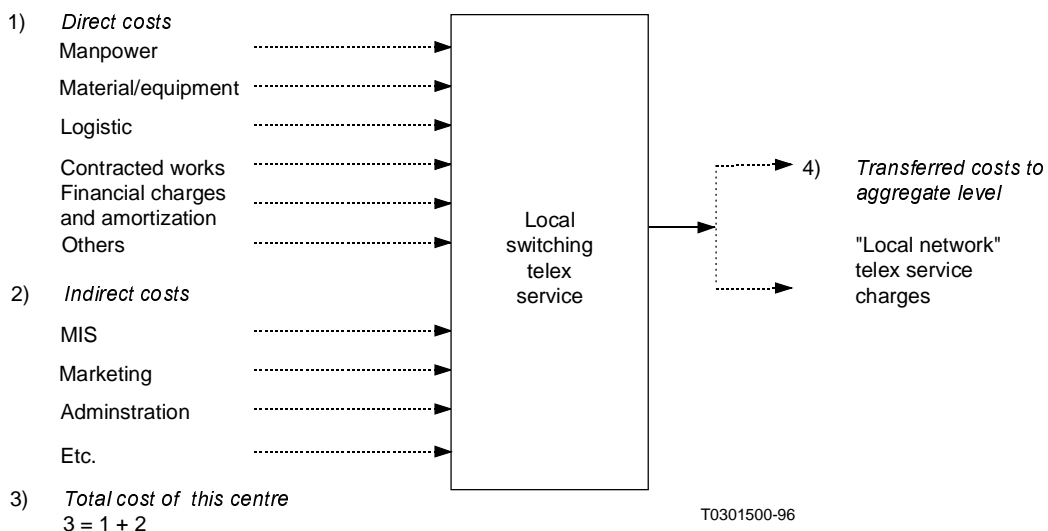 1) Direct costs
Manpower
Material/equipment
Logistic
Contracted works
Financial charges
and amortization
Others
2) Indirect costs
MIS
Marketing
Adminstration
Etc.
3) Total cost of this centre
3 = 1 + 2
Local
switching
telex
service
4) Transferred costs to
aggregate level
"Local network"
telex service
charges
T0301500-96